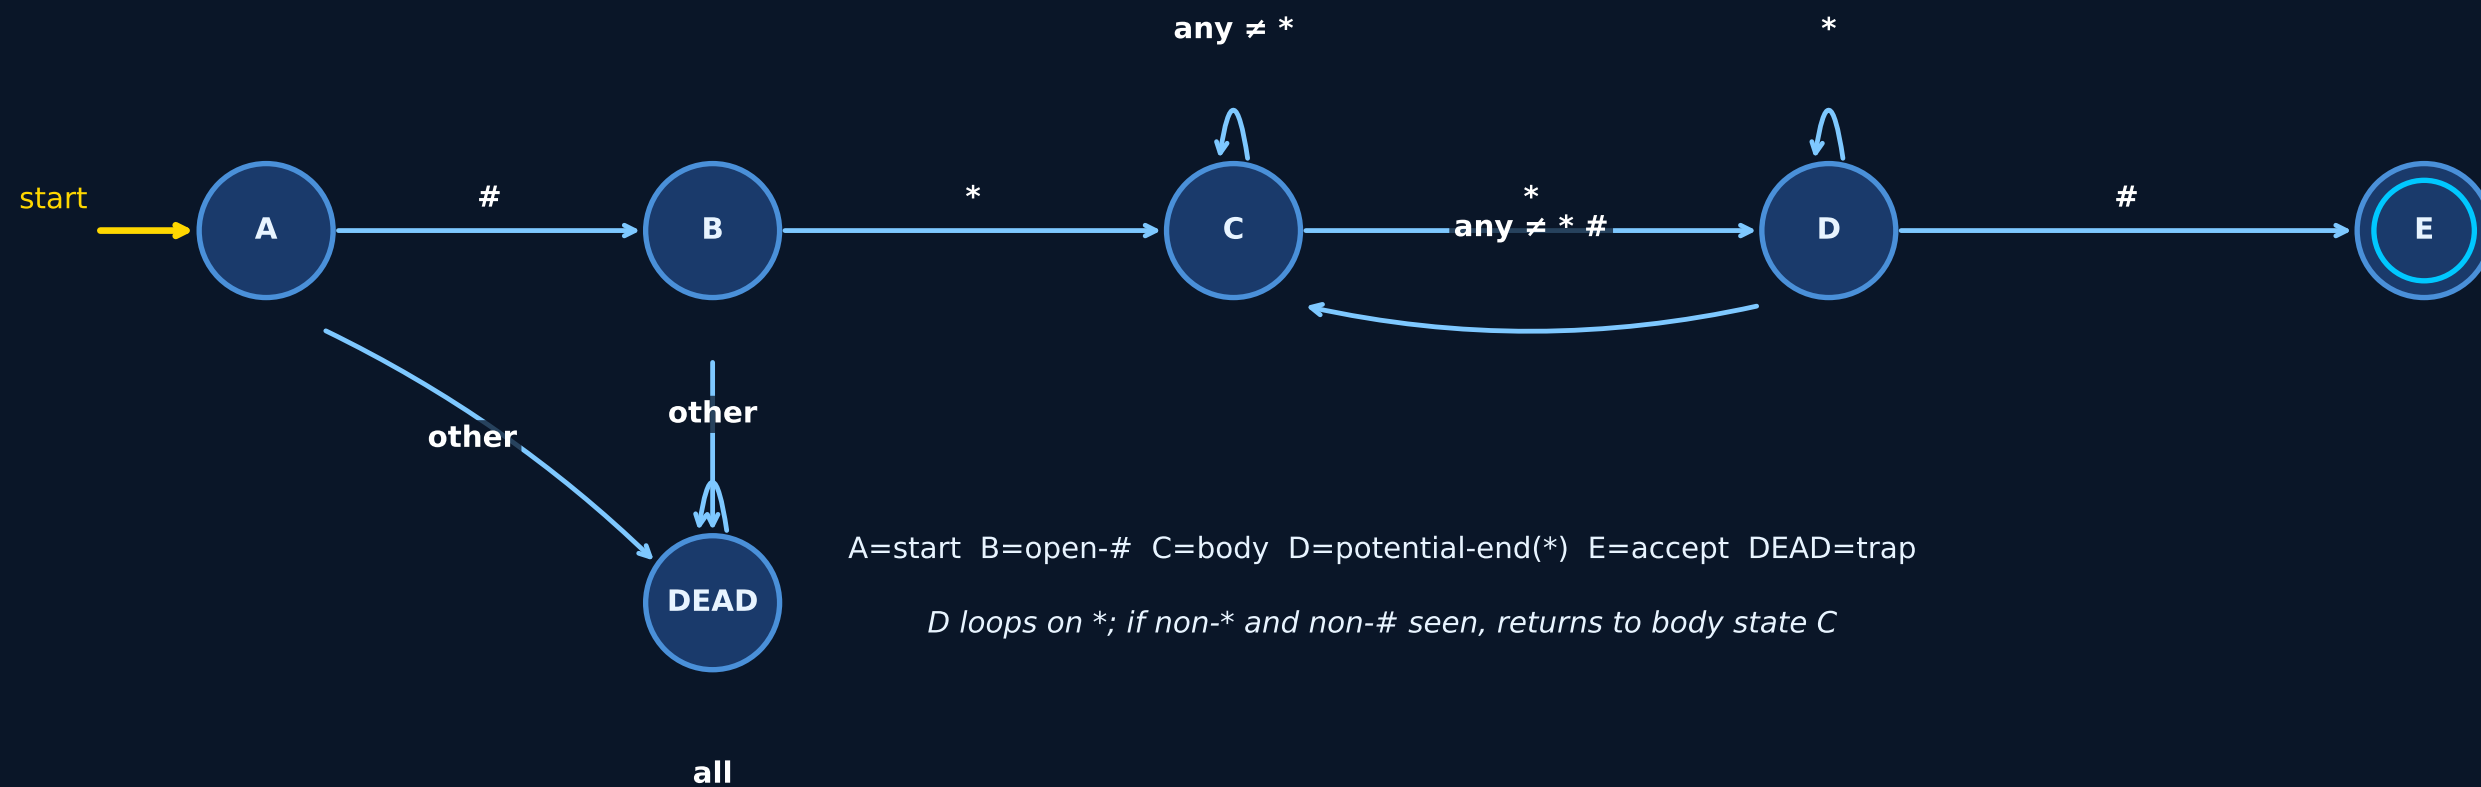 any ≠ *
*
start
A
#
B
*
C
*
any ≠ * #
D
#
E
other
other
A=start B=open-# C=body D=potential-end(*) E=accept DEAD=trap
DEAD
D loops on *; if non-* and non-# seen, returns to body state C
all